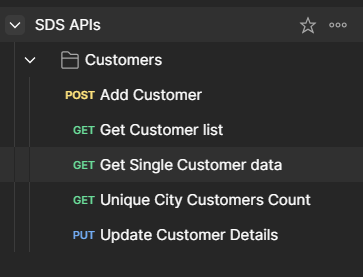 SDS APIs
Customers
POST Add Customer
GET Get Customer list
GET Get Single Customer data
GET Unique City Customers Count
PUT Update Customer Details